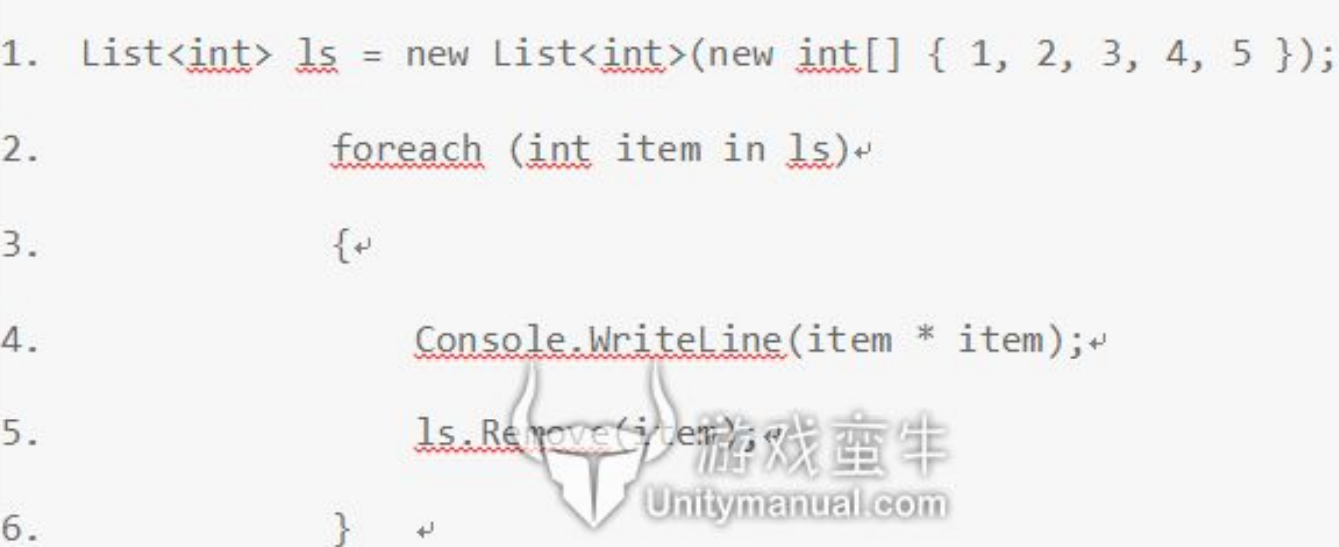 1. List<int> ls = new List<int>(new int[] { 1, 2, 3, 4, 5 });
2. foreach (int item in ls)↵
3. {↵
4. Console.WriteLine(item * item);↵
5. ls.Remove(item);↵
游戏蛮牛
Unitymanual.com
6. } ↵